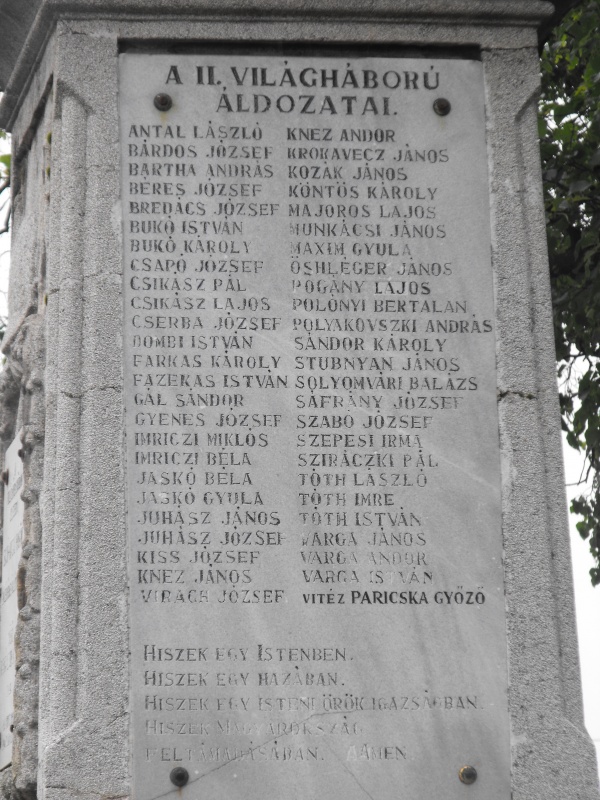 A II. VILÁGHÁBORÚ
ÁLDOZATAI.
ANTAL LÁSZLÓ
BÁRDOS JÓZSEF
BARTHA ANDRÁS
BERES JÓZSEF
BREDÁCS JÓZSEF
BUKÓ ISTVÁN
BUKÓ KÁROLY
CSAPÓ JÓZSEF
CSIKÁSZ PÁL
CSIKÁSZ LAJOS
CSERBA JÓZSEF
DOMBI ISTVÁN
FARKAS KÁROLY
FAZEKAS ISTVÁN
GÁL SÁNDOR
GYENES JÓZSEF
IMRICZI MIKLÓS
IMRICZI BÉLA
JASKÓ BÉLA
JASKÓ GYULA
JUHÁSZ JÁNOS
JUHÁSZ JÓZSEF
KISS JÓZSEF
KNEZ JÁNOS
VIRÁGH JÓZSEF
KNEZ ANDOR
KROKAVECZ JÁNOS
KOZÁK JÁNOS
KÖNTÖS KÁROLY
MAJOROS LAJOS
MUNKÁCSI JÁNOS
MAXIM GYULA
ÖSHLÉGER JÁNOS
POGÁNY LAJOS
POLÓNYI BERTALAN
POLYAKOVSZKI ANDRÁS
SÁNDOR KÁROLY
STUBNYAN JÁNOS
SOLYOMVÁRI BALÁZS
SÁFRÁNY JÓZSEF
SZABÓ JÓZSEF
SZEPESI IRMA
SZIRÁCZKI PÁL
TÓTH LÁSZLÓ
TÓTH IMRE
TÓTH ISTVÁN
VARGA JÁNOS
VARGA ANDOR
VARGA ISTVÁN
VITÉZ PARICSKA GYŐZŐ
HISZEK EGY ISTENBEN.
HISZEK EGY HAZÁBAN.
HISZEK EGY ISTENI ÖRÖK IGAZSÁGBAN.
HISZEK MAGYARORSZÁG
FELTÁMADÁSÁBAN. ÁMEN.